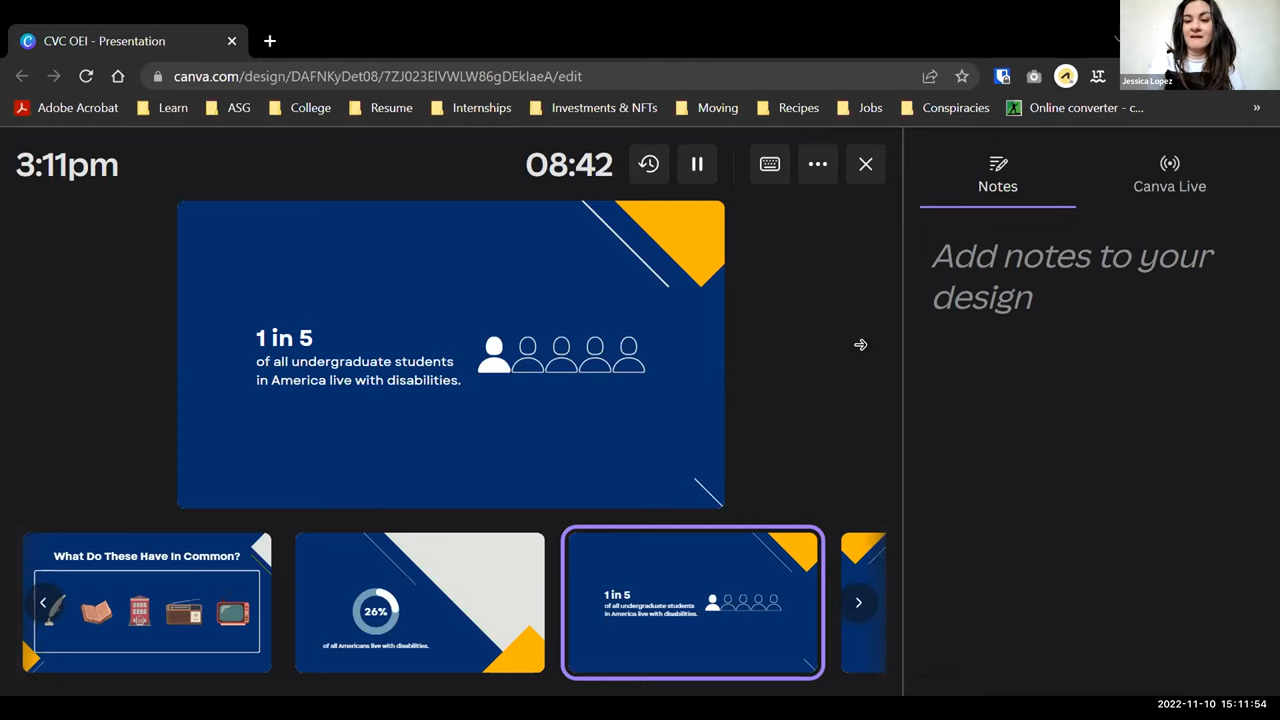 CVC OEI - Presentation
canva.com/design/DAFNKyDet08/7ZJ023ElVWLW86gDEkIaeA/edit
Jessica Lopez
Adobe Acrobat Learn ASG College Resume Internships Investments & NFTs Moving Recipes Jobs Conspiracies Online converter - c... »
3:11pm
08:42
Notes
Canva Live
Add notes to your
design
1 in 5
of all undergraduate students
in America live with disabilities.
What Do These Have In Common?
26%
of all Americans live with disabilities.
1 in 5
of all undergraduate students
in America live with disabilities.
2022-11-10 15:11:54